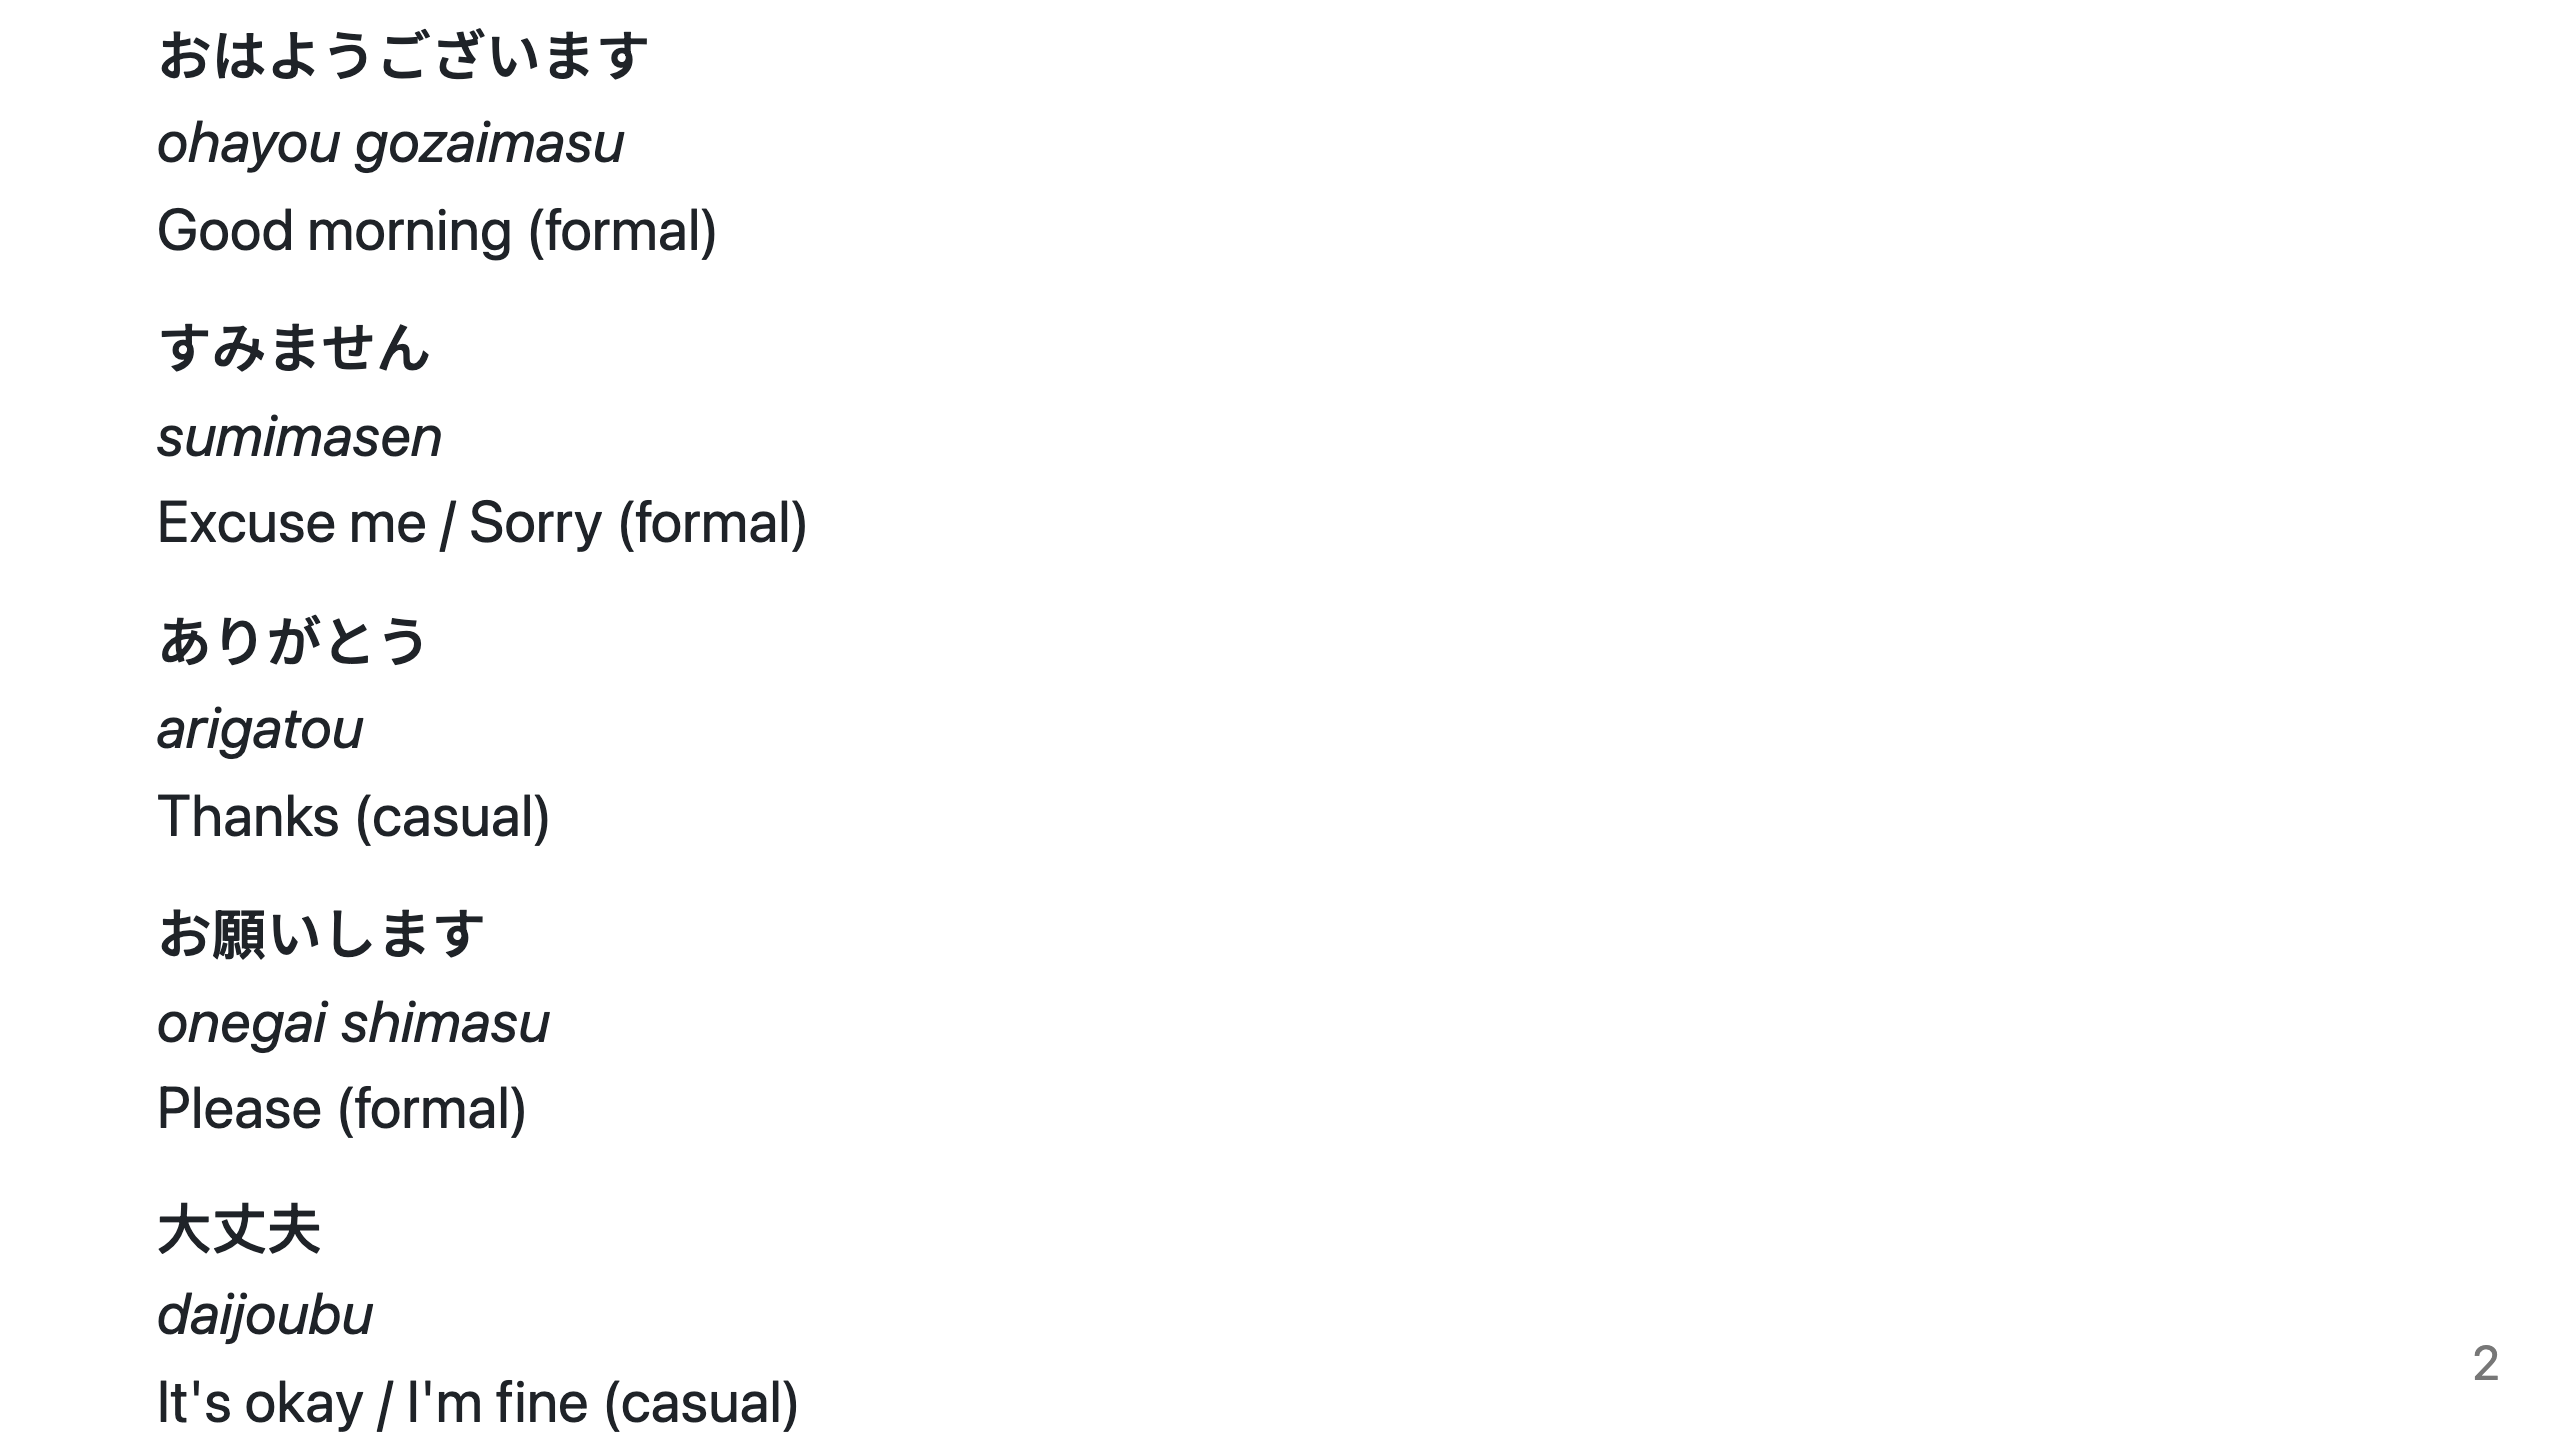 おはようございます
ohayou gozaimasu
Good morning (formal)
すみません
sumimasen
Excuse me / Sorry (formal)
ありがとう
arigatou
Thanks (casual)
お願いします
onegai shimasu
Please (formal)
大丈夫
daijoubu
It's okay / I'm fine (casual)
2